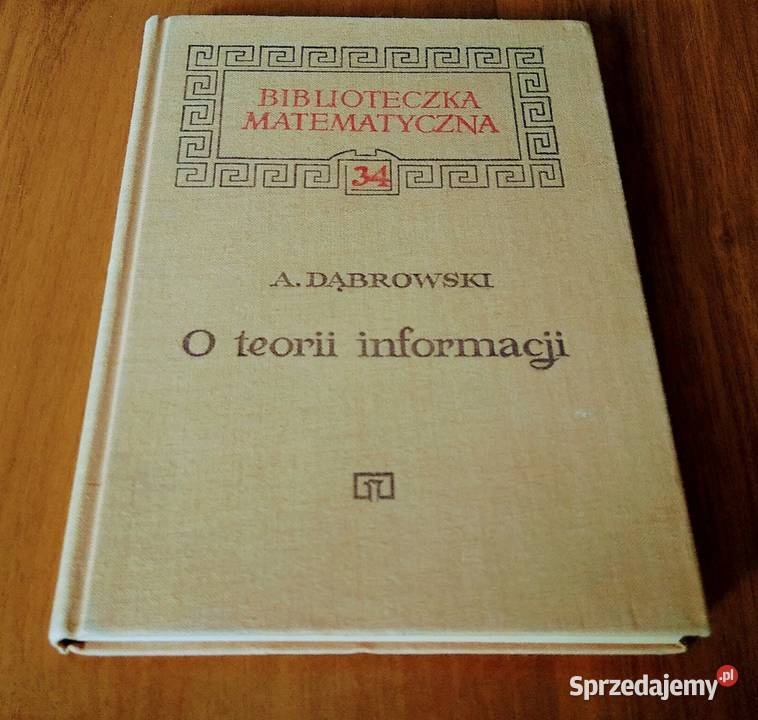 BIBLIOTECZKA
MATEMATYCZNA
34
A. DĄBROWSKI
O teorii informacji
Sprzedajemy.pl